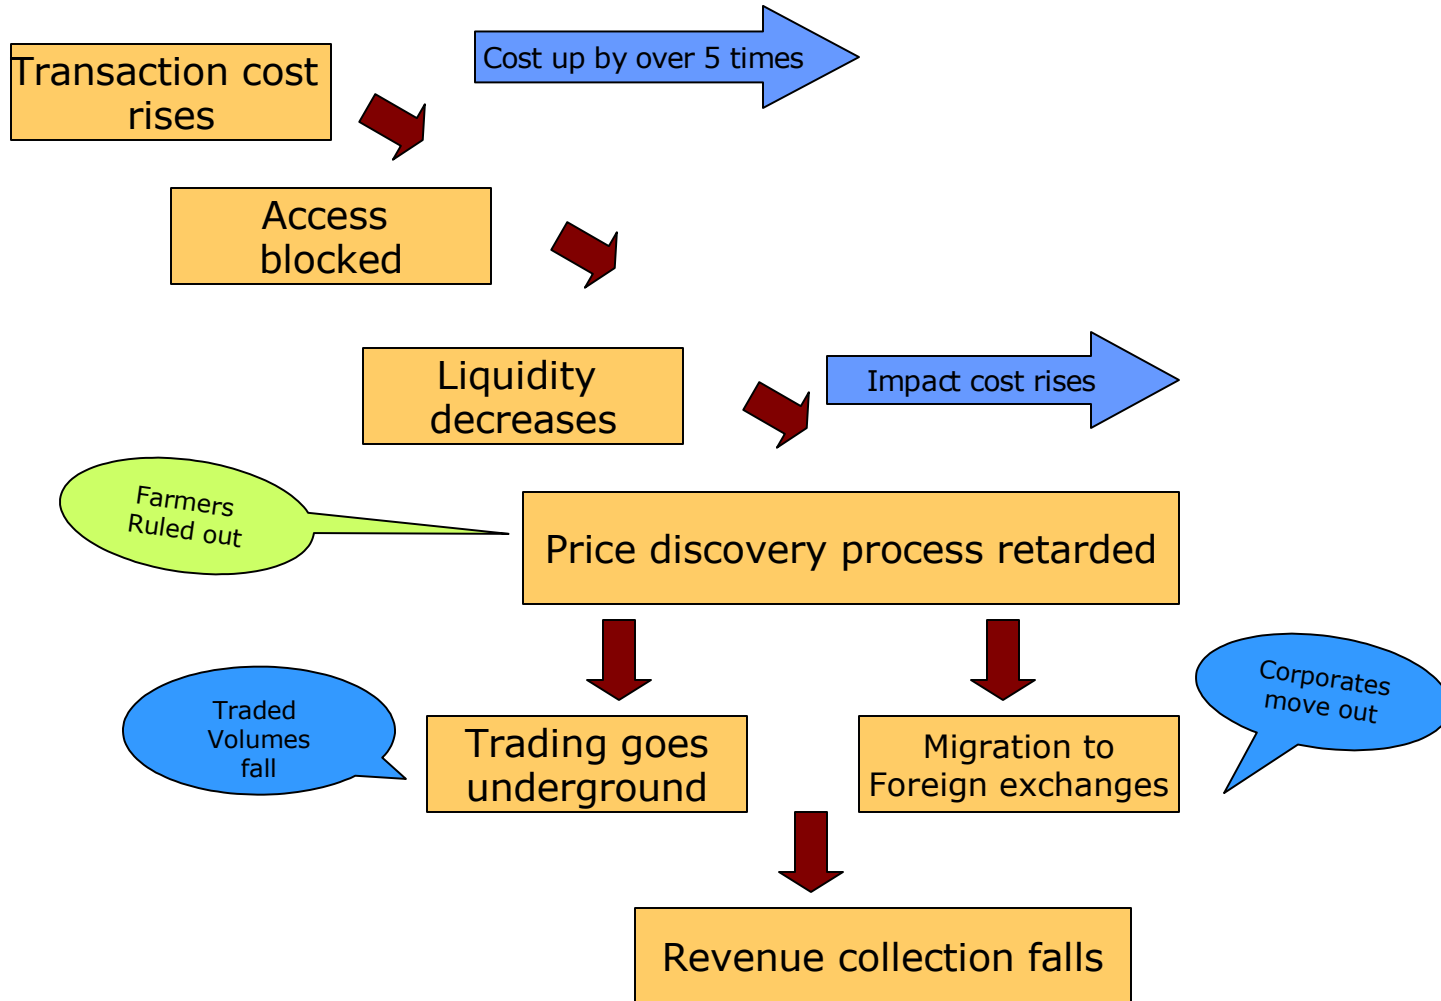 Transaction cost
rises
Cost up by over 5 times
Access
blocked
Liquidity
decreases
Impact cost rises
Farmers
Ruled out
Price discovery process retarded
Traded
Volumes
fall
Trading goes
underground
Migration to
Foreign exchanges
Corporates
move out
Revenue collection falls